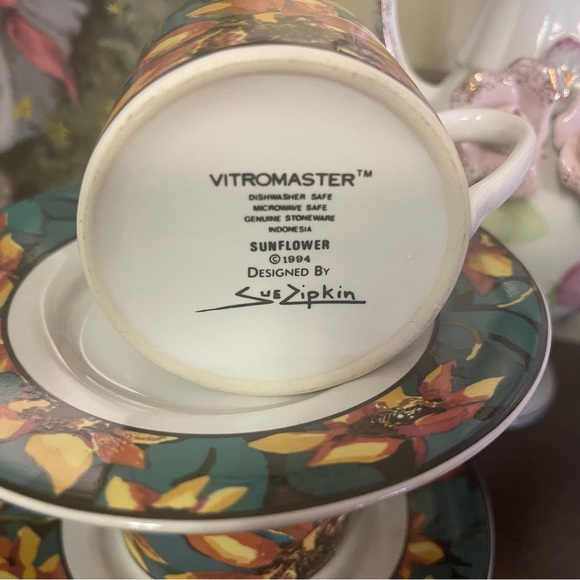 VITROMASTER™
DISHWASHER SAFE
MICROWAVE SAFE
GENUINE STONEWARE
INDONESIA
SUNFLOWER
©1994
DESIGNED BY
Sue Zipkin